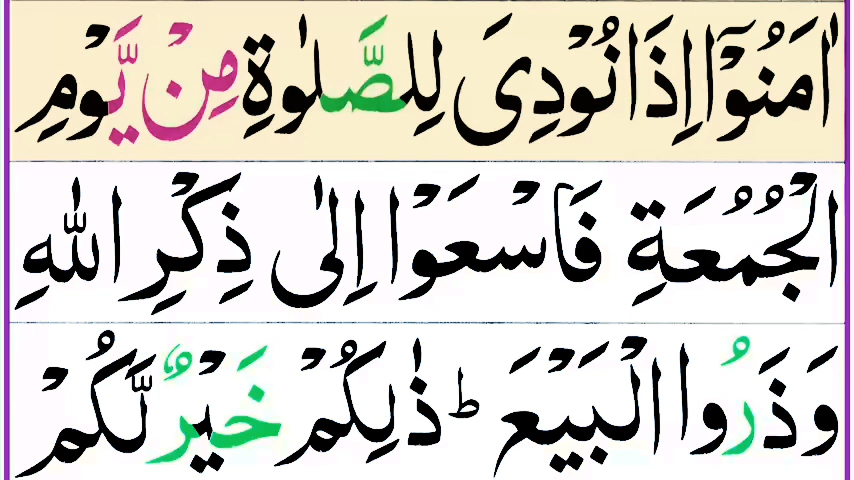 اٰمَنُوْۤا اِذَا نُوْدِىَ لِلصَّلٰوةِ مِنْ يَّوْمِ
الْجُمُعَةِ فَاسْعَوْا اِلٰى ذِكْرِ اللّٰهِ
وَذَرُوا الْبَيْعَ ؕ ذٰلِكُمْ خَيْرٌ لَّكُمْ